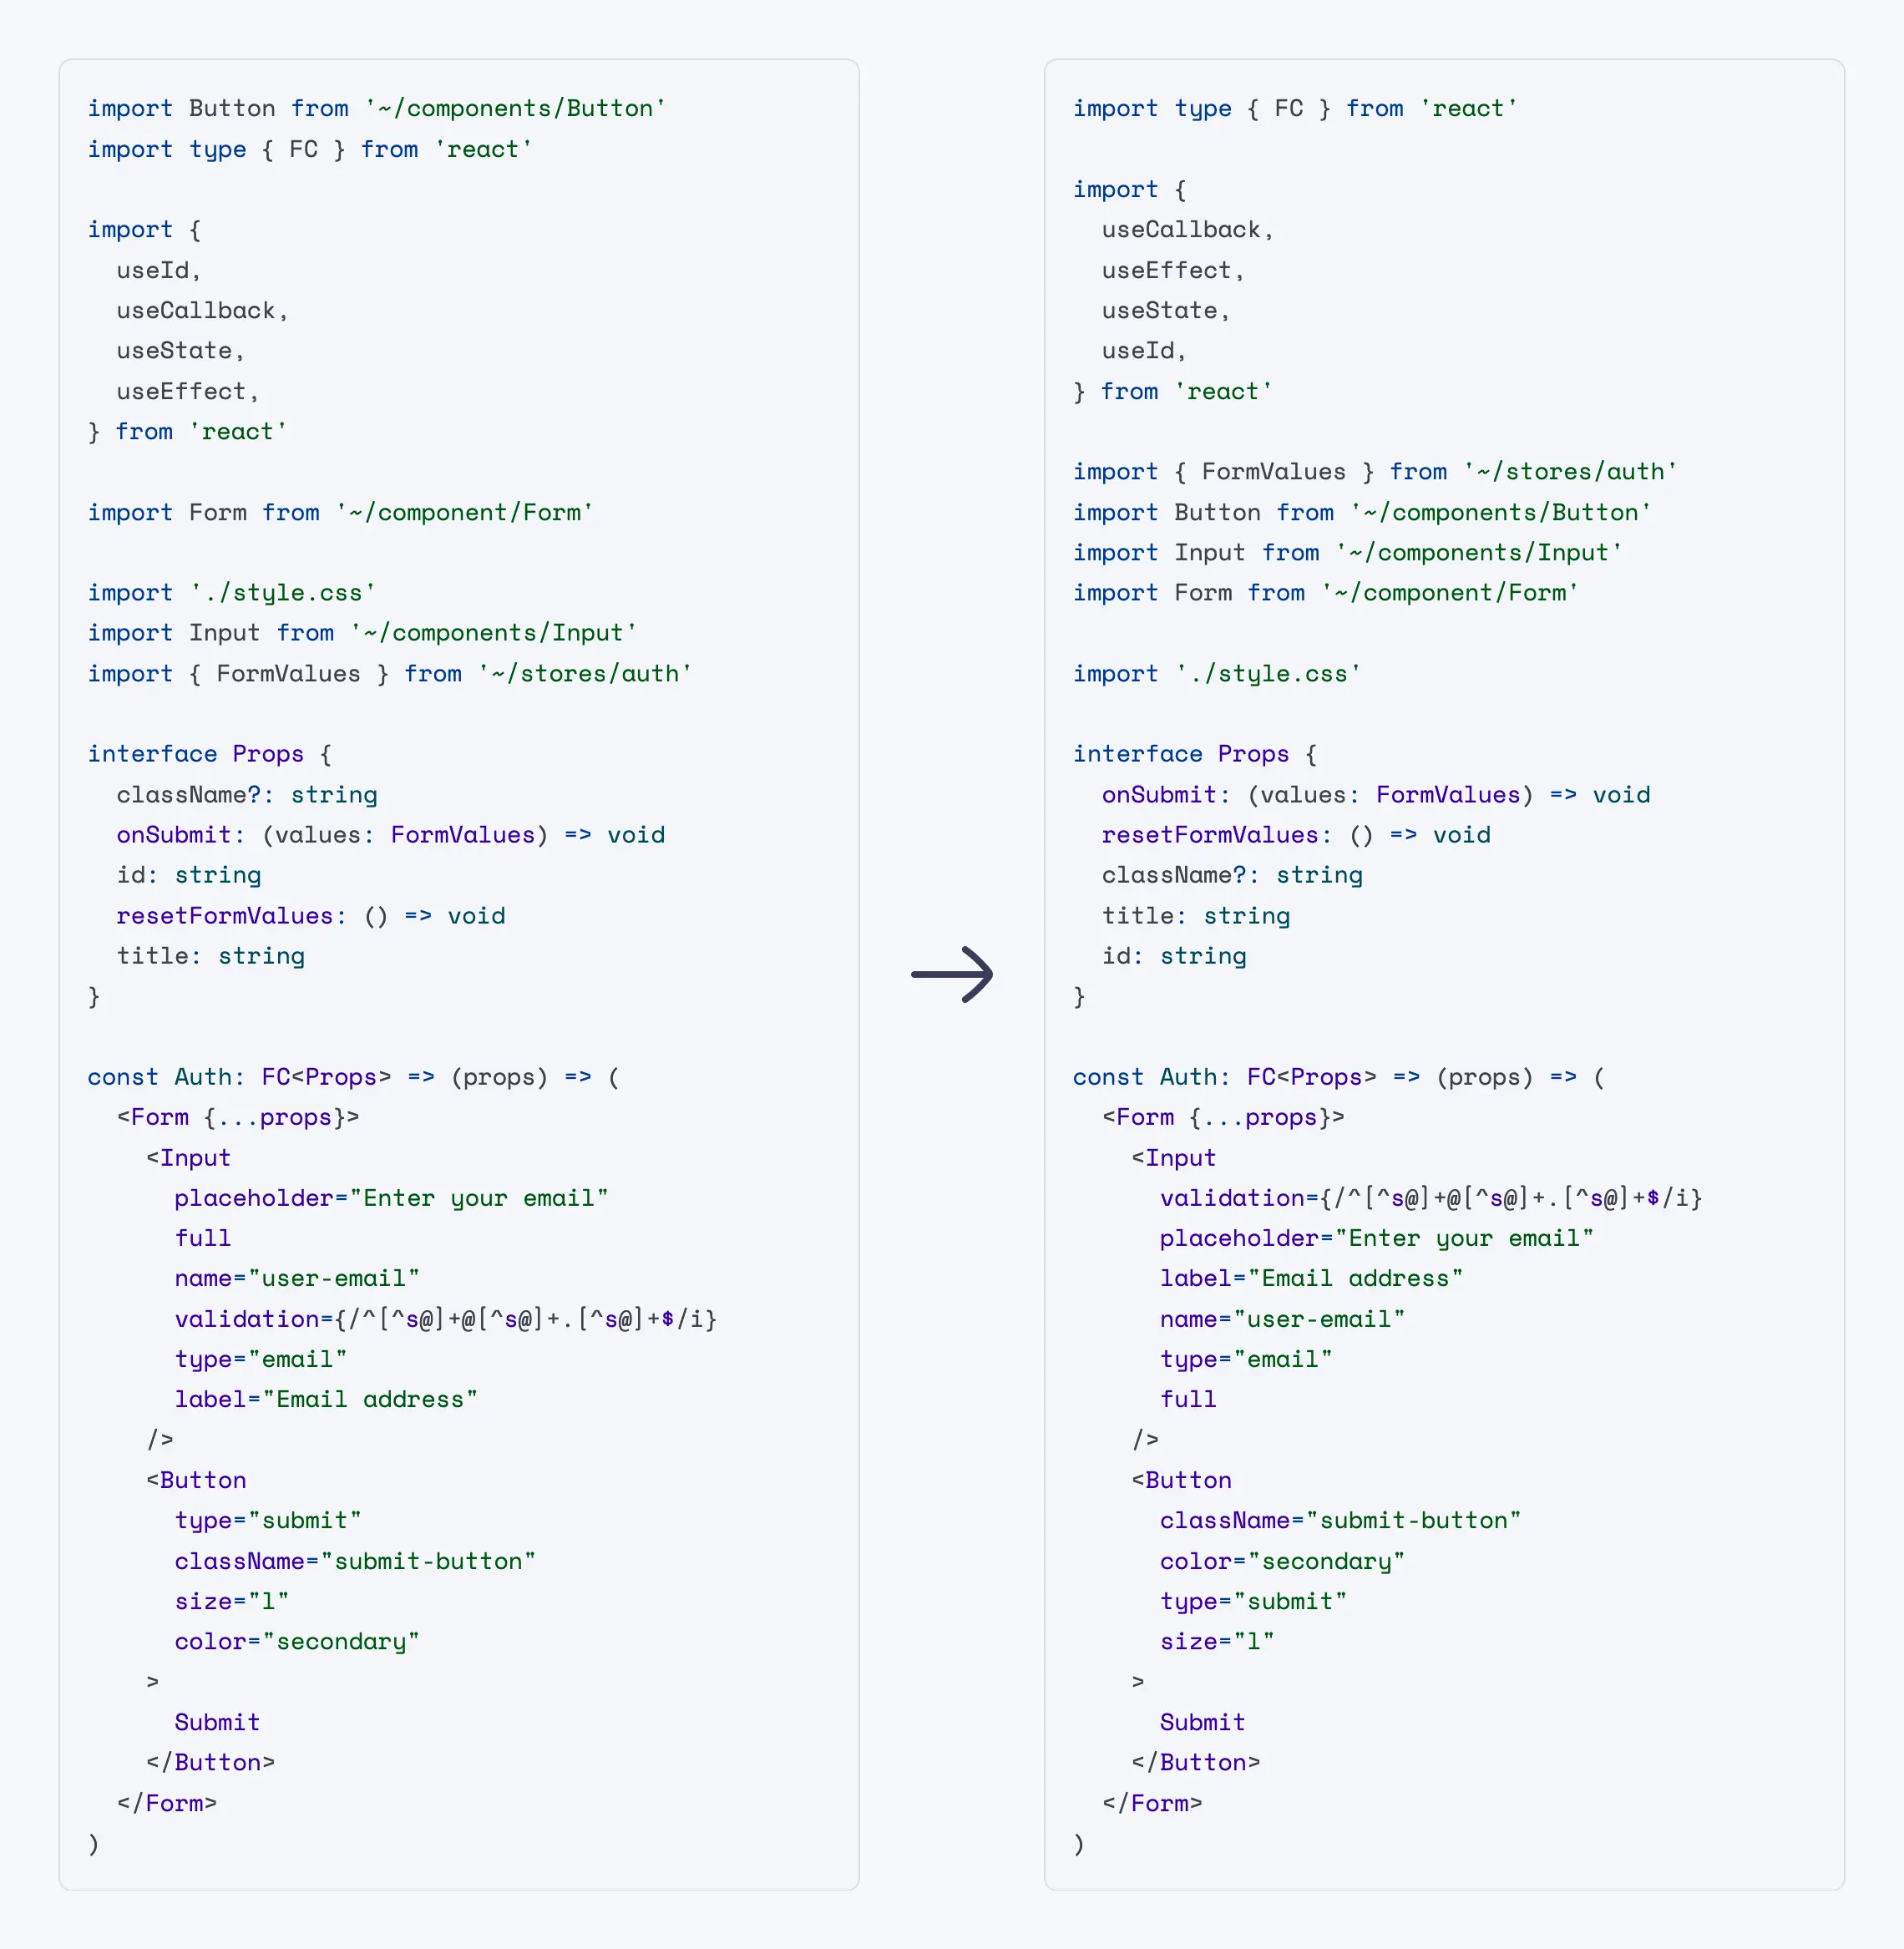 import Button from '~/components/Button'
import type { FC } from 'react'

import {
  useId,
  useCallback,
  useState,
  useEffect,
} from 'react'

import Form from '~/component/Form'

import './style.css'
import Input from '~/components/Input'
import { FormValues } from '~/stores/auth'

interface Props {
  className?: string
  onSubmit: (values: FormValues) => void
  id: string
  resetFormValues: () => void
  title: string
}

const Auth: FC<Props> => (props) => (
  <Form {...props}>
    <Input
      placeholder="Enter your email"
      full
      name="user-email"
      validation={/^[^s@]+@[^s@]+.[^s@]+$/i}
      type="email"
      label="Email address"
    />
    <Button
      type="submit"
      className="submit-button"
      size="l"
      color="secondary"
    >
      Submit
    </Button>
  </Form>
)

import type { FC } from 'react'

import {
  useCallback,
  useEffect,
  useState,
  useId,
} from 'react'

import { FormValues } from '~/stores/auth'
import Button from '~/components/Button'
import Input from '~/components/Input'
import Form from '~/component/Form'

import './style.css'

interface Props {
  onSubmit: (values: FormValues) => void
  resetFormValues: () => void
  className?: string
  title: string
  id: string
}

const Auth: FC<Props> => (props) => (
  <Form {...props}>
    <Input
      validation={/^[^s@]+@[^s@]+.[^s@]+$/i}
      placeholder="Enter your email"
      label="Email address"
      name="user-email"
      type="email"
      full
    />
    <Button
      className="submit-button"
      color="secondary"
      type="submit"
      size="l"
    >
      Submit
    </Button>
  </Form>
)